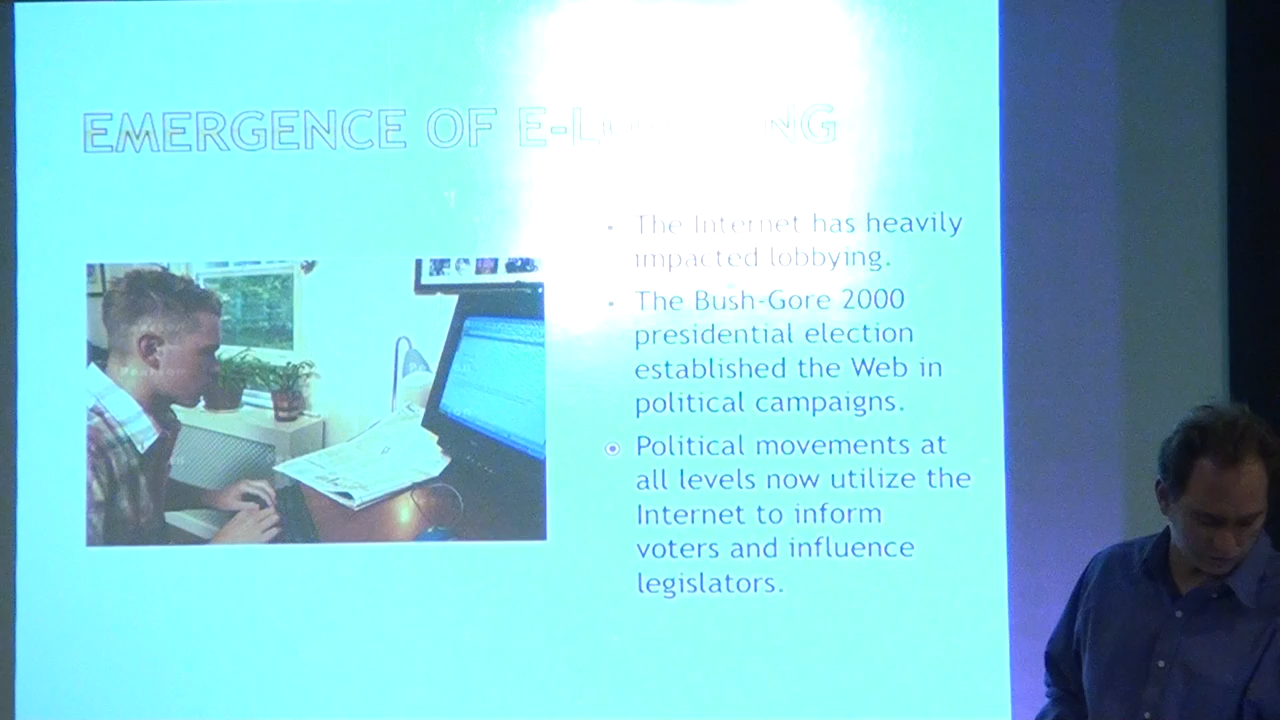 EMERGENCE OF
The Internet has heavily
impacted lobbying.
The Bush-Gore 2000
presidential election
established the Web in
political campaigns.
Political movements at
all levels now utilize the
Internet to inform
voters and influence
legislators.